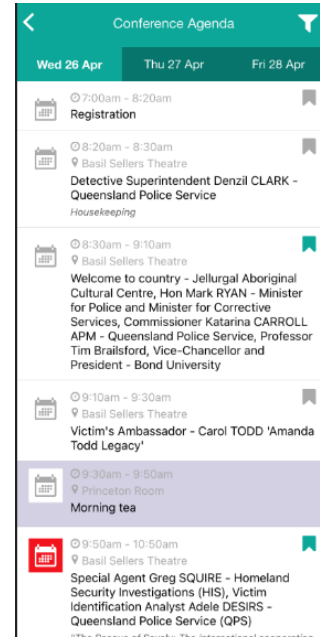 Conference Agenda
Wed 26 Apr
Thu 27 Apr
Fri 28 Apr
7:00am - 8:20am
Registration
8:20am - 8:30am
Basil Sellers Theatre
Detective Superintendent Denzil CLARK -
Queensland Police Service
Housekeeping
8:30am - 9:10am
Basil Sellers Theatre
Welcome to country - Jellurgal Aboriginal
Cultural Centre, Hon Mark RYAN - Minister
for Police and Minister for Corrective
Services, Commissioner Katarina CARROLL
APM - Queensland Police Service, Professor
Tim Brailsford, Vice-Chancellor and
President - Bond University
9:10am - 9:30am
Basil Sellers Theatre
Victim's Ambassador - Carol TODD 'Amanda
Todd Legacy'
9:30am - 9:50am
Princeton Room
Morning tea
9:50am - 10:50am
Basil Sellers Theatre
Special Agent Greg SQUIRE - Homeland
Security Investigations (HIS), Victim
Identification Analyst Adele DESIRS -
Queensland Police Service (QPS)